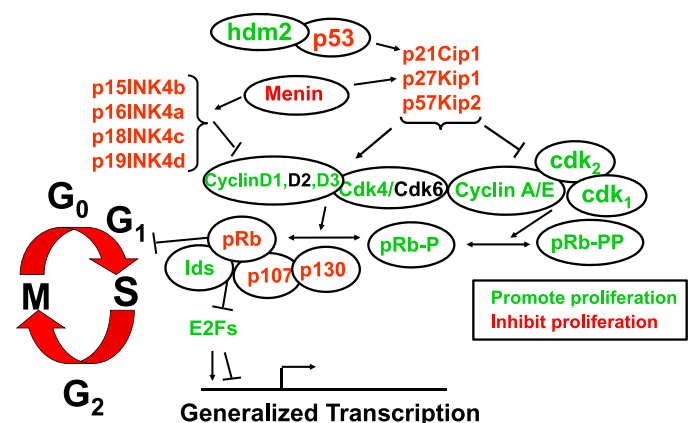 hdm2
p53
p21Cip1
p27Kip1
p57Kip2
p15INK4b
p16INK4a
p18INK4c
p19INK4d
Menin
CyclinD1,D2,D3
Cdk4/Cdk6
Cyclin A/E
cdk2
cdk1
G0
G1
S
G2
M
pRb
Ids
p107
p130
pRb-P
pRb-PP
E2Fs
Promote proliferation
Inhibit proliferation
Generalized Transcription